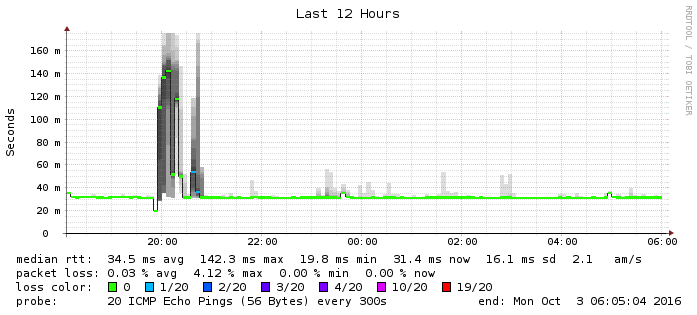 Last 12 Hours
RRDTOOL / TOBI OETIKER
Seconds
160 m
140 m
120 m
100 m
80 m
60 m
40 m
20 m
0
20:00 22:00 00:00 02:00 04:00 06:00
median rtt: 34.5 ms avg 142.3 ms max 19.8 ms min 31.4 ms now 16.1 ms sd 2.1 am/s
packet loss: 0.03 % avg 4.12 % max 0.00 % min 0.00 % now
loss color: 0 1/20 2/20 3/20 4/20 10/20 19/20
probe: 20 ICMP Echo Pings (56 Bytes) every 300s end: Mon Oct 3 06:05:04 2016